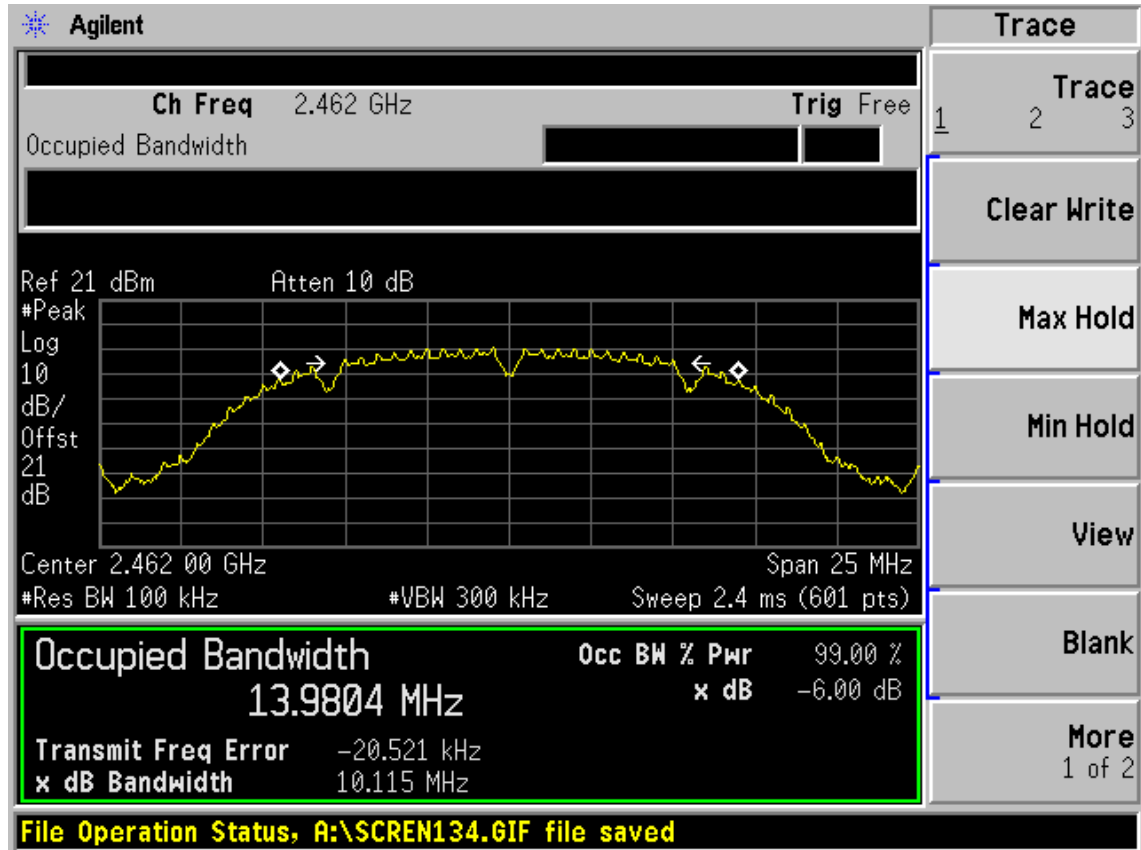 Agilent
Trace
Ch Freq 2.462 GHz Trig Free
Occupied Bandwidth
Trace
1 2 3
Clear Write
Max Hold
Min Hold
View
Blank
More
1 of 2
Ref 21 dBm Atten 10 dB
#Peak
Log
10
dB/
Offst
21
dB
Center 2.462 00 GHz Span 25 MHz
#Res BW 100 kHz #VBW 300 kHz Sweep 2.4 ms (601 pts)
Occupied Bandwidth Occ BW % Pwr 99.00 %
13.9804 MHz x dB -6.00 dB
Transmit Freq Error -20.521 kHz
x dB Bandwidth 10.115 MHz
File Operation Status, A:\SCREN134.GIF file saved